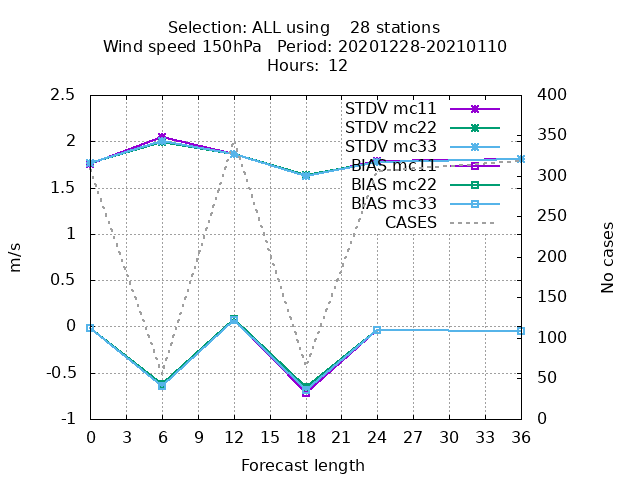 Selection: ALL using    28 stations
Wind speed 150hPa   Period: 20201228-20210110
Hours:  12
2.5
2
1.5
1
0.5
0
-0.5
-1
400
350
300
250
200
150
100
50
0
m/s
No cases
STDV mc11
STDV mc22
STDV mc33
BIAS mc11
BIAS mc22
BIAS mc33
CASES
0 3 6 9 12 15 18 21 24 27 30 33 36
Forecast length